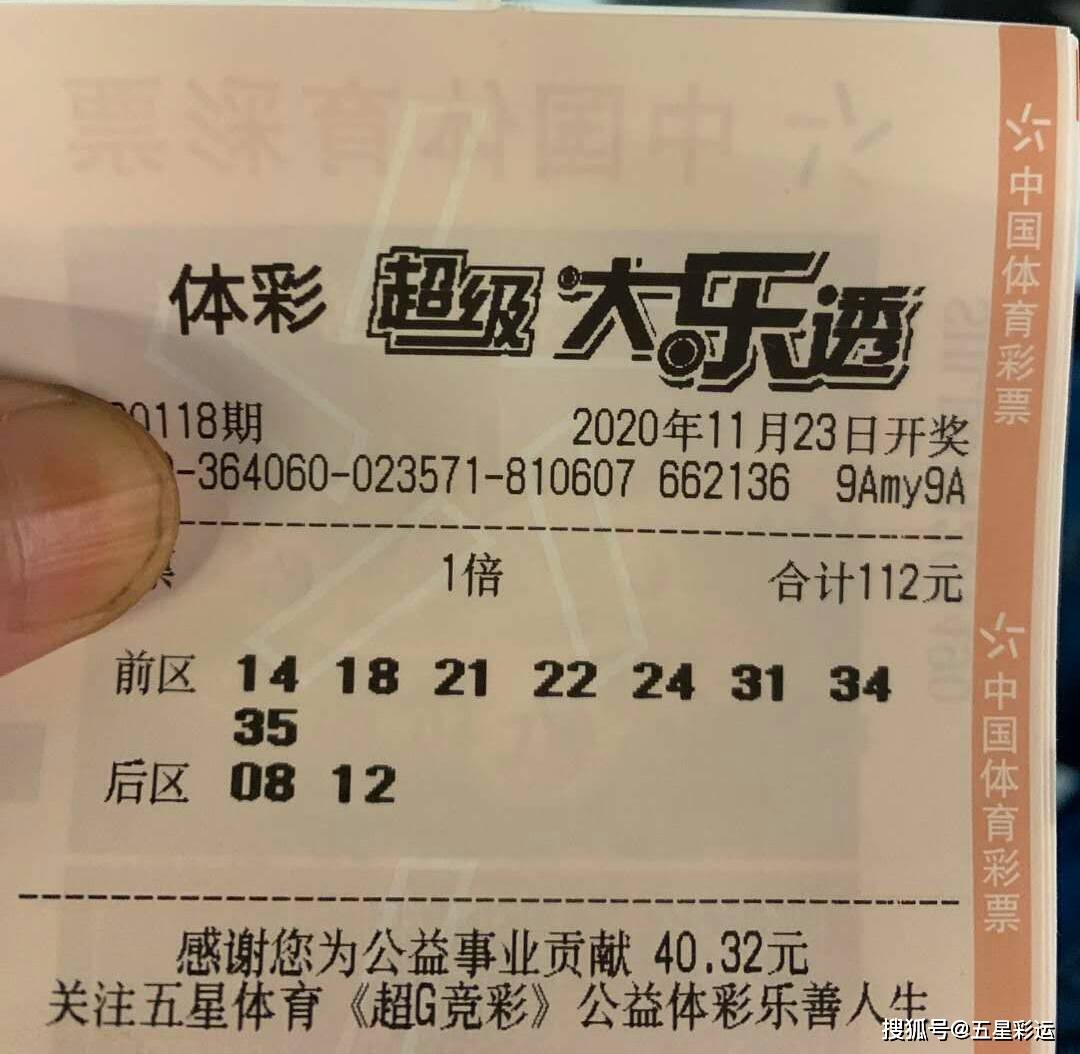 中国体育彩票
体彩 超级大乐透
0118期 2020年11月23日开奖
-364060-023571-810607 662136 9Amy9A
票 1倍 合计112元
前区 14 18 21 22 24 31 34
35
后区 08 12
感谢您为公益事业贡献 40.32元
关注五星体育《超G竞彩》公益体彩乐善人生
中国体育彩票
中国体育彩票
搜狐号@五星彩运